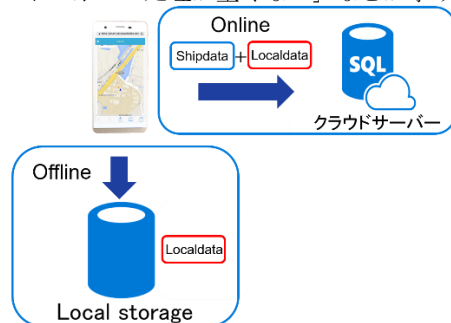 Online
Shipdata + Localdata
SQL
クラウドサーバー
Offline
Localdata
Local storage